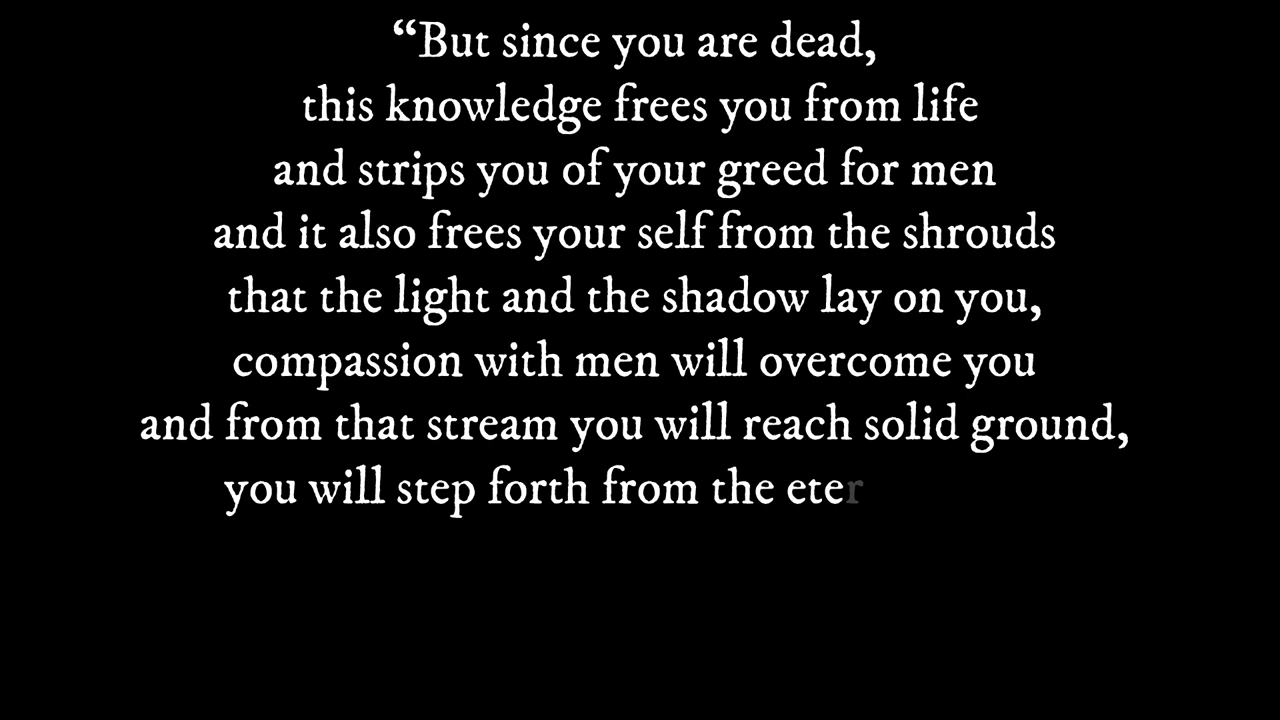 “But since you are dead,
this knowledge frees you from life
and strips you of your greed for men
and it also frees your self from the shrouds
that the light and the shadow lay on you,
compassion with men will overcome you
and from that stream you will reach solid ground,
you will step forth from the eter